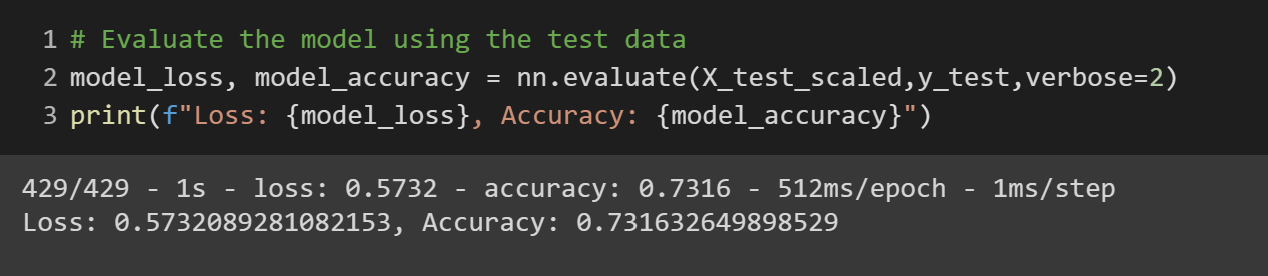 1 # Evaluate the model using the test data
2 model_loss, model_accuracy = nn.evaluate(X_test_scaled,y_test,verbose=2)
3 print(f"Loss: {model_loss}, Accuracy: {model_accuracy}")
429/429 - 1s - loss: 0.5732 - accuracy: 0.7316 - 512ms/epoch - 1ms/step
Loss: 0.5732089281082153, Accuracy: 0.731632649898529